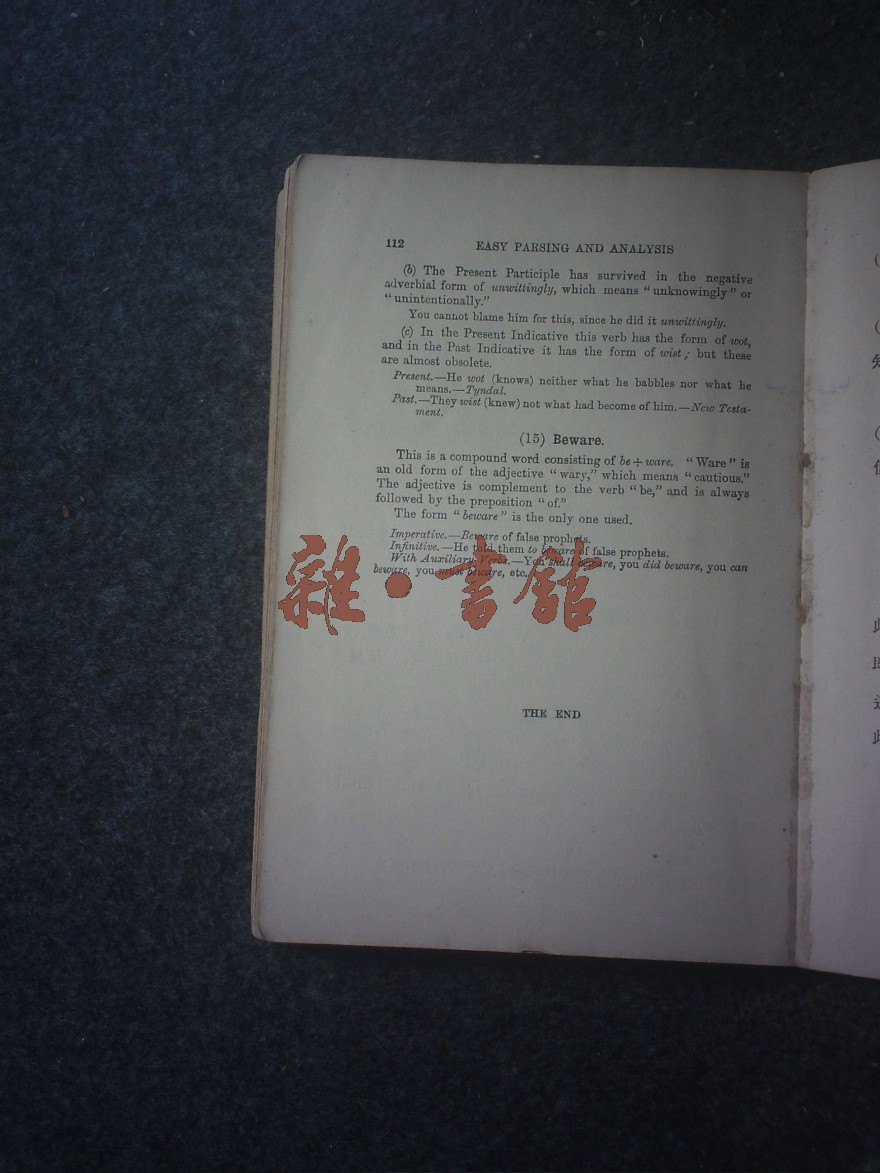 112 EASY PARSING AND ANALYSIS
(b) The Present Participle has survived in the negative
adverbial form of unwittingly, which means "unknowingly" or
"unintentionally."
You cannot blame him for this, since he did it unwittingly.
(c) In the Present Indicative this verb has the form of wot,
and in the Past Indicative it has the form of wist; but these
are almost obsolete.
Present.—He wot (knows) neither what he babbles nor what he
means.—Tyndal.
Past.—They wist (knew) not what had become of him.—New Testa-
ment.
(15) Beware.
This is a compound word consisting of be + ware. "Ware" is
an old form of the adjective "wary," which means "cautious."
The adjective is complement to the verb "be," and is always
followed by the preposition "of."
The form "beware" is the only one used.
Imperative.—Beware of false prophets.
Infinitive.—He told them to beware of false prophets.
With Auxiliary Verbs.—You shall beware, you did beware, you can
beware, you must beware, etc.
雜·書館
THE END